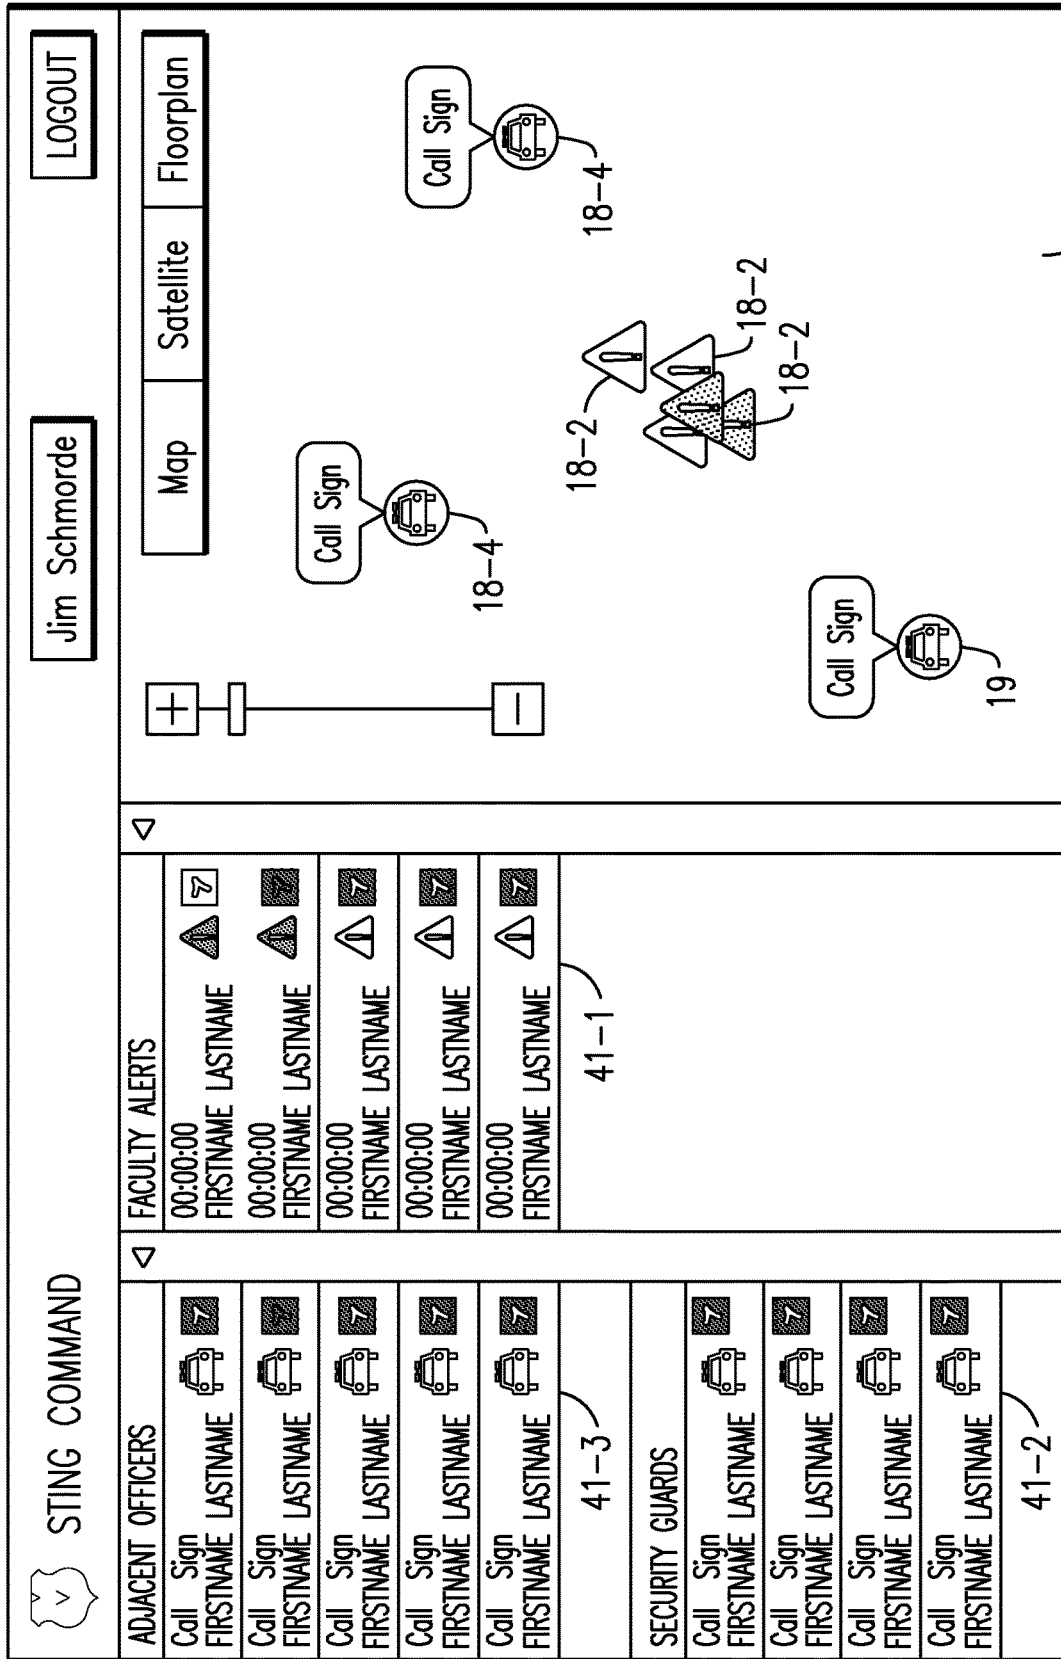 STING COMMAND
Jim Schmorde
LOGOUT
ADJACENT OFFICERS
Call Sign
FIRSTNAME LASTNAME
Call Sign
FIRSTNAME LASTNAME
Call Sign
FIRSTNAME LASTNAME
Call Sign
FIRSTNAME LASTNAME
Call Sign
FIRSTNAME LASTNAME
41-3
SECURITY GUARDS
Call Sign
FIRSTNAME LASTNAME
Call Sign
FIRSTNAME LASTNAME
Call Sign
FIRSTNAME LASTNAME
Call Sign
FIRSTNAME LASTNAME
41-2
FACULTY ALERTS
00:00:00
FIRSTNAME LASTNAME
00:00:00
FIRSTNAME LASTNAME
00:00:00
FIRSTNAME LASTNAME
00:00:00
FIRSTNAME LASTNAME
00:00:00
FIRSTNAME LASTNAME
41-1
Map
Satellite
Floorplan
Call Sign
18-4
Call Sign
18-4
18-2
18-2
18-2
Call Sign
19